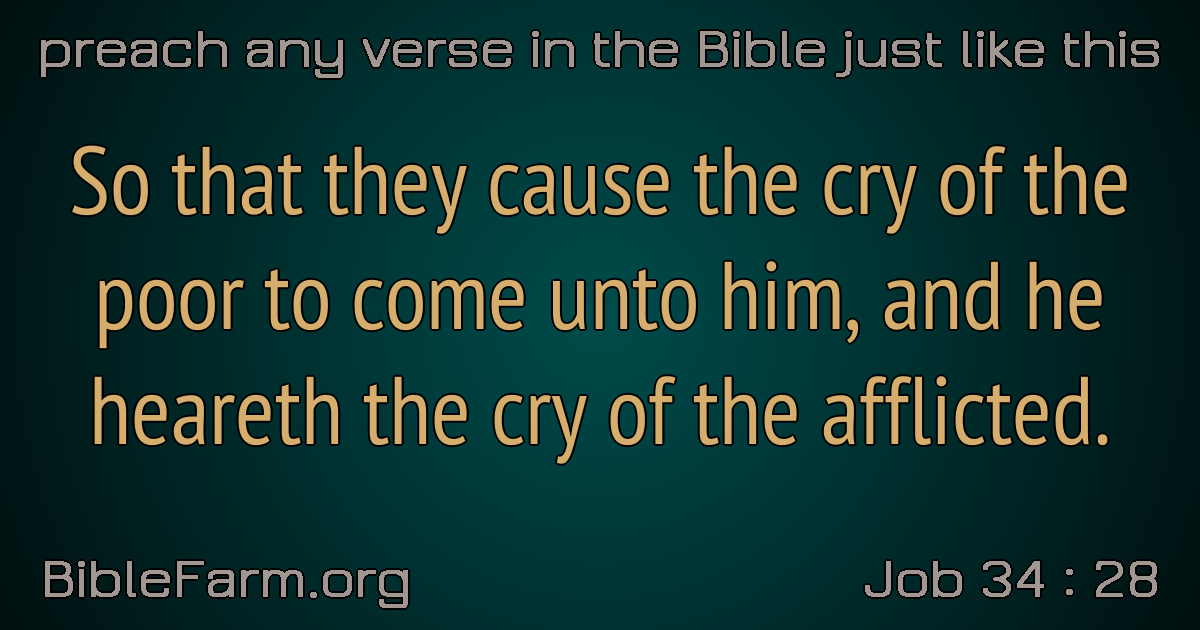 preach any verse in the Bible just like this
So that they cause the cry of the
poor to come unto him, and he
heareth the cry of the afflicted.
BibleFarm.org
Job 34 : 28